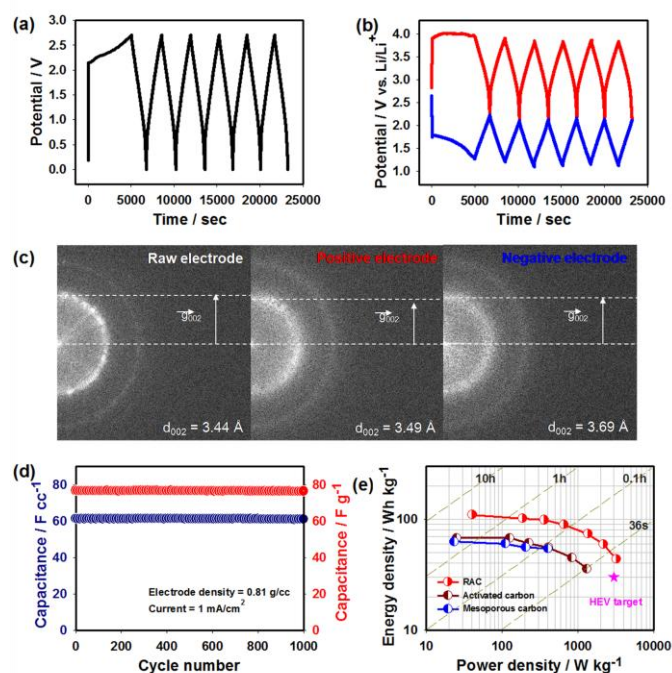 (a)
3.0
2.5
2.0
1.5
1.0
0.5
0.0
Potential / V
0 5000 10000 15000 20000 25000
Time / sec
(b)
4.0
3.5
3.0
2.5
2.0
1.5
1.0
Potential / V vs. Li/Li+
0 5000 10000 15000 20000 25000
Time / sec
(c)
Raw electrode
g002
d002 = 3.44 Å
Positive electrode
g002
d002 = 3.49 Å
Negative electrode
g002
d002 = 3.69 Å
(d)
80
60
40
20
0
Capacitance / F cc-1
80
60
40
20
0
Capacitance / F g-1
Electrode density = 0.81 g/cc
Current = 1 mA/cm2
0 200 400 600 800 1000
Cycle number
(e)
10h
1h
0.1h
36s
100
10
Energy density / Wh kg-1
RAC
Activated carbon
Mesoporous carbon
HEV target
10 100 1000 10000
Power density / W kg-1